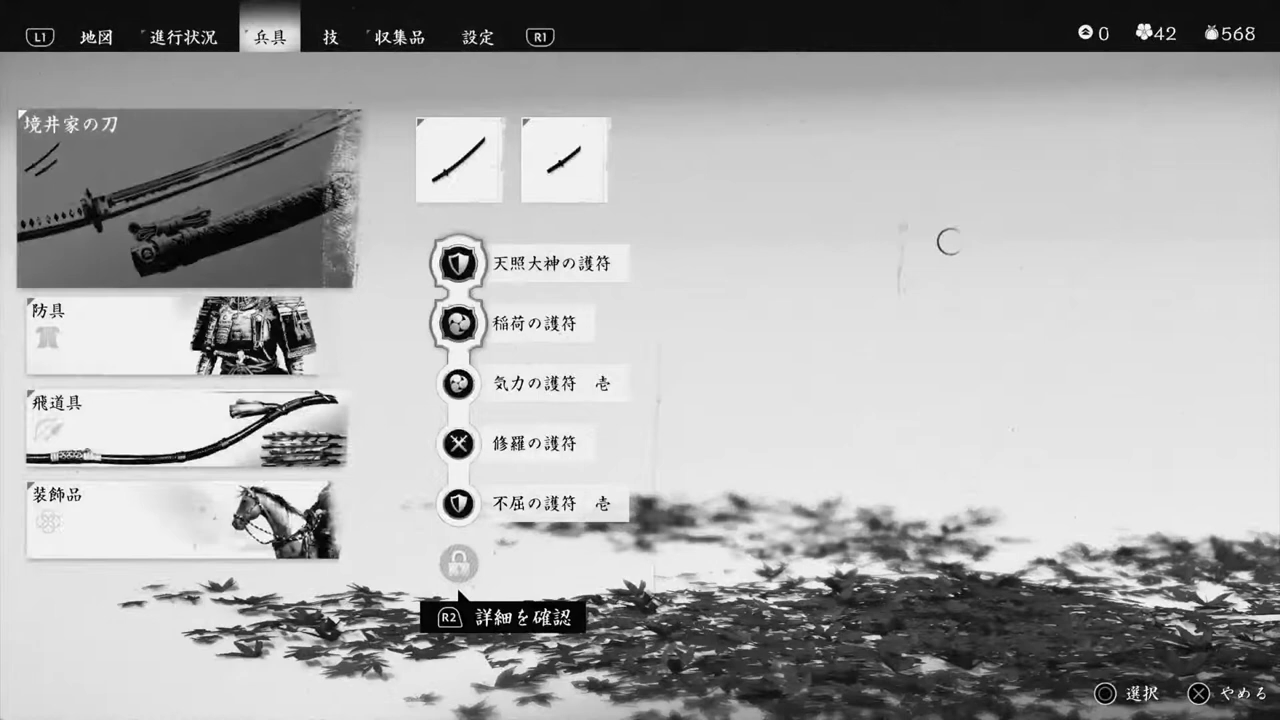 L1 地図 進行状況 兵具 技 収集品 設定 R1 0 42 568
境井家の刀
防具
飛道具
装飾品
天照大神の護符
稲荷の護符
気力の護符 壱
修羅の護符
不屈の護符 壱
R2 詳細を確認
選択 やめる